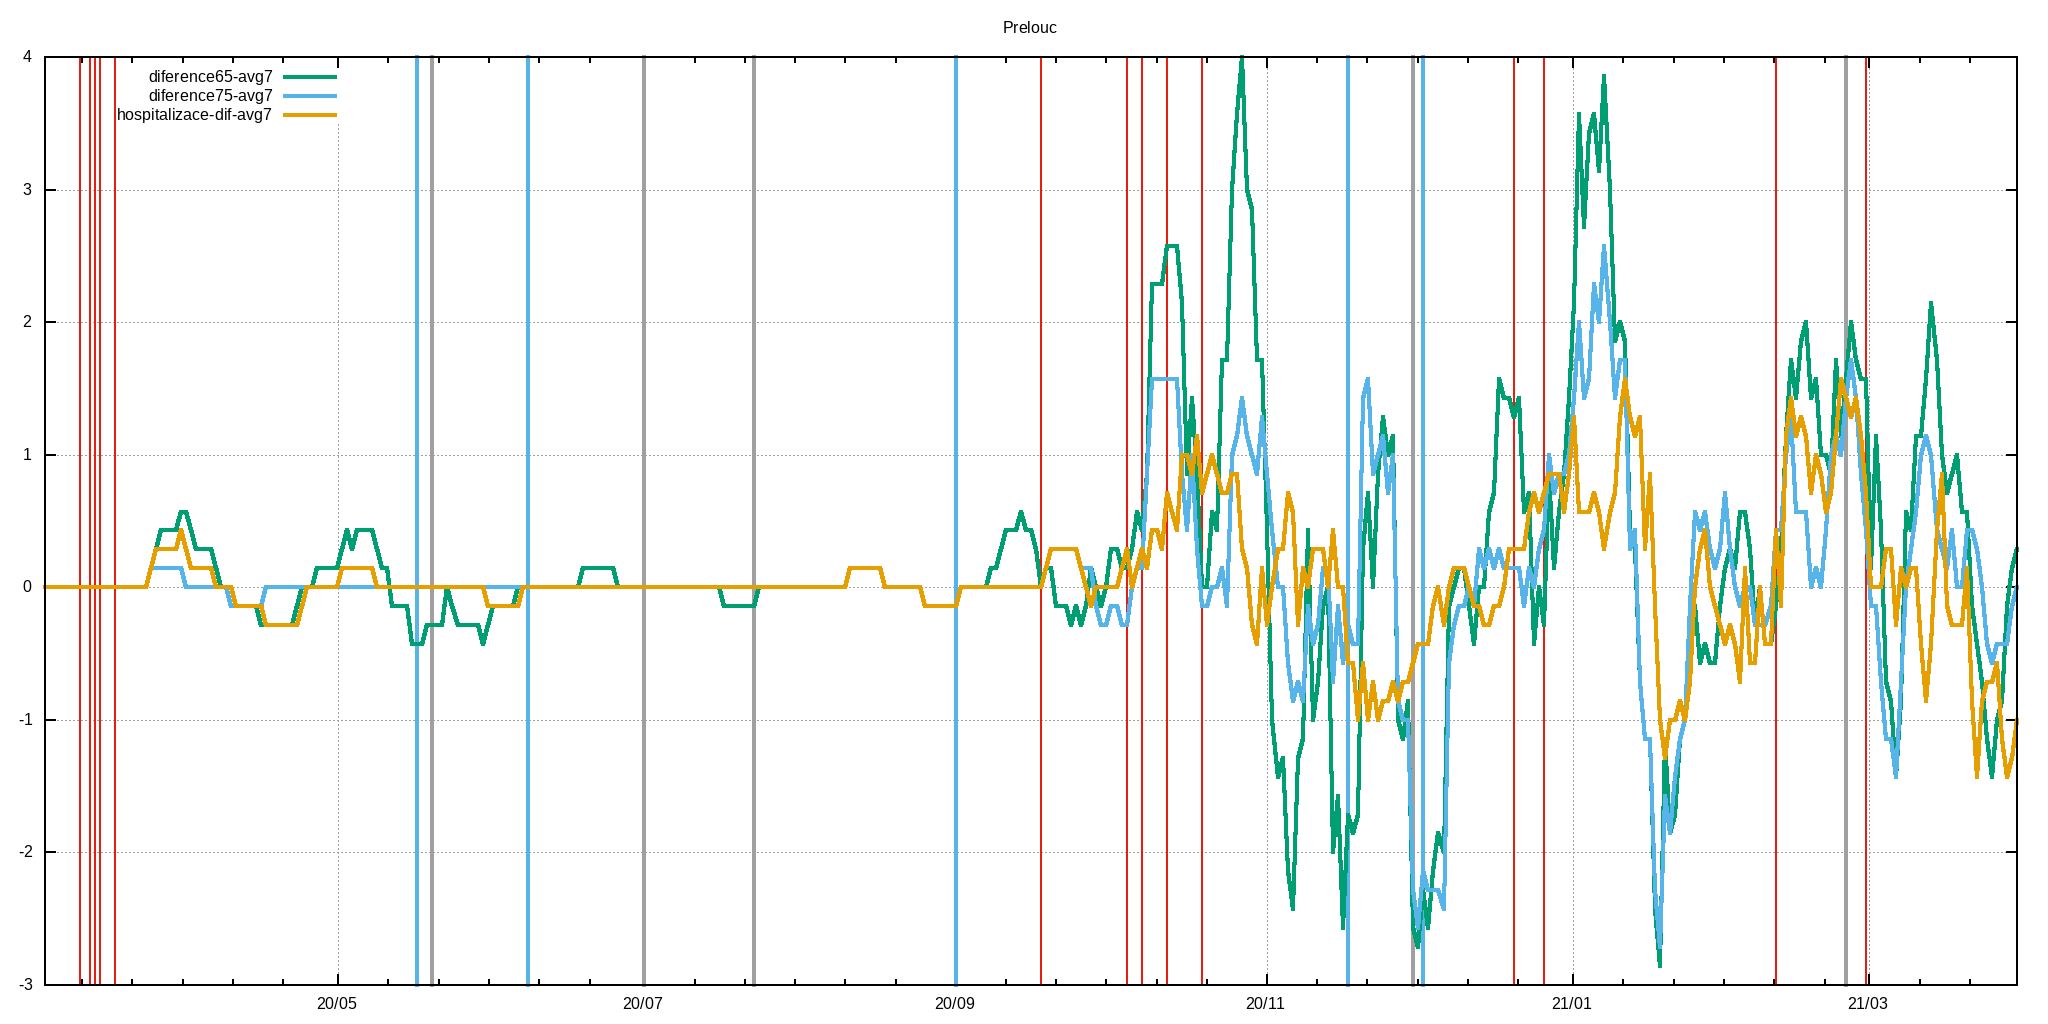 Prelouc
diference65-avg7
diference75-avg7
hospitalizace-dif-avg7
4
3
2
1
0
-1
-2
-3
20/05 20/07 20/09 20/11 21/01 21/03